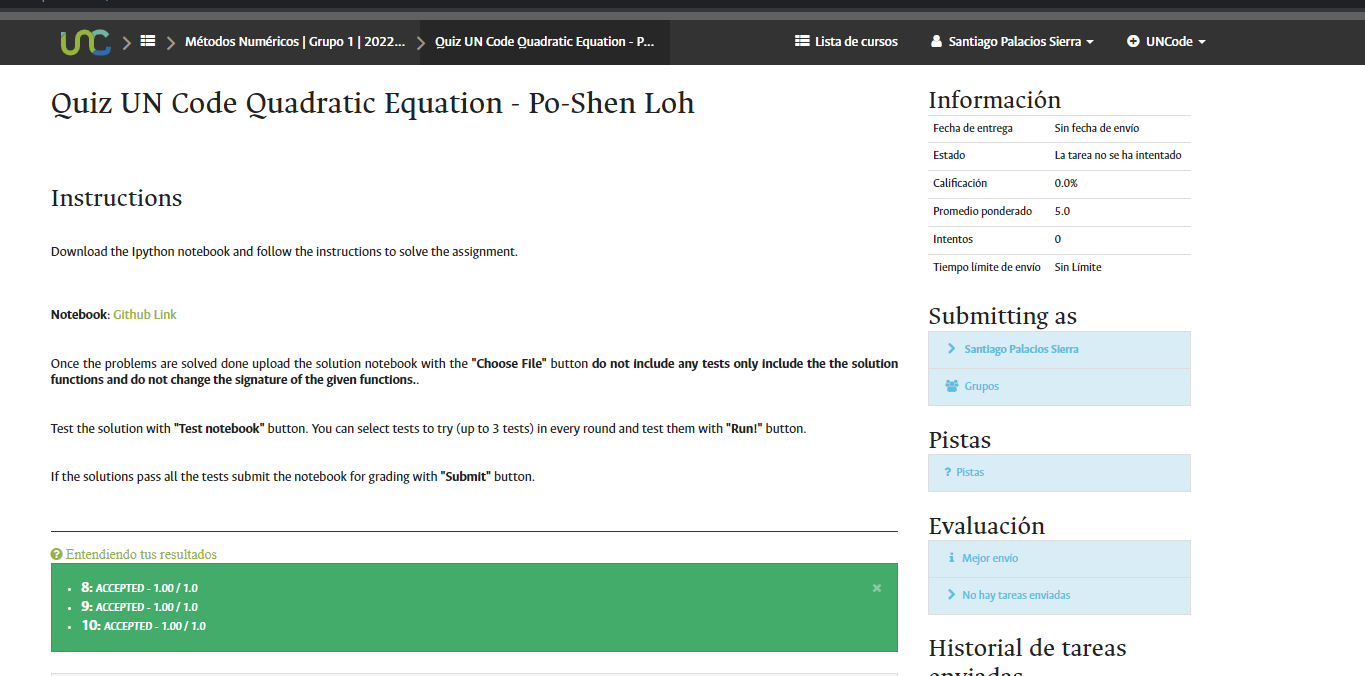 UNC
Métodos Numéricos | Grupo 1 | 2022...
Quiz UN Code Quadratic Equation - P...
Lista de cursos
Santiago Palacios Sierra
UNCode
Quiz UN Code Quadratic Equation - Po-Shen Loh
Instructions
Download the Ipython notebook and follow the instructions to solve the assignment.
Notebook: Github Link
Once the problems are solved done upload the solution notebook with the "Choose File" button do not include any tests only include the the solution
functions and do not change the signature of the given functions..
Test the solution with "Test notebook" button. You can select tests to try (up to 3 tests) in every round and test them with "Run!" button.
If the solutions pass all the tests submit the notebook for grading with "Submit" button.
Entendiendo tus resultados
8: ACCEPTED - 1.00 / 1.0
9: ACCEPTED - 1.00 / 1.0
10: ACCEPTED - 1.00 / 1.0
Información
Fecha de entrega Sin fecha de envío
Estado La tarea no se ha intentado
Calificación 0.0%
Promedio ponderado 5.0
Intentos 0
Tiempo límite de envío Sin Límite
Submitting as
Santiago Palacios Sierra
Grupos
Pistas
? Pistas
Evaluación
Mejor envío
No hay tareas enviadas
Historial de tareas
enviadas